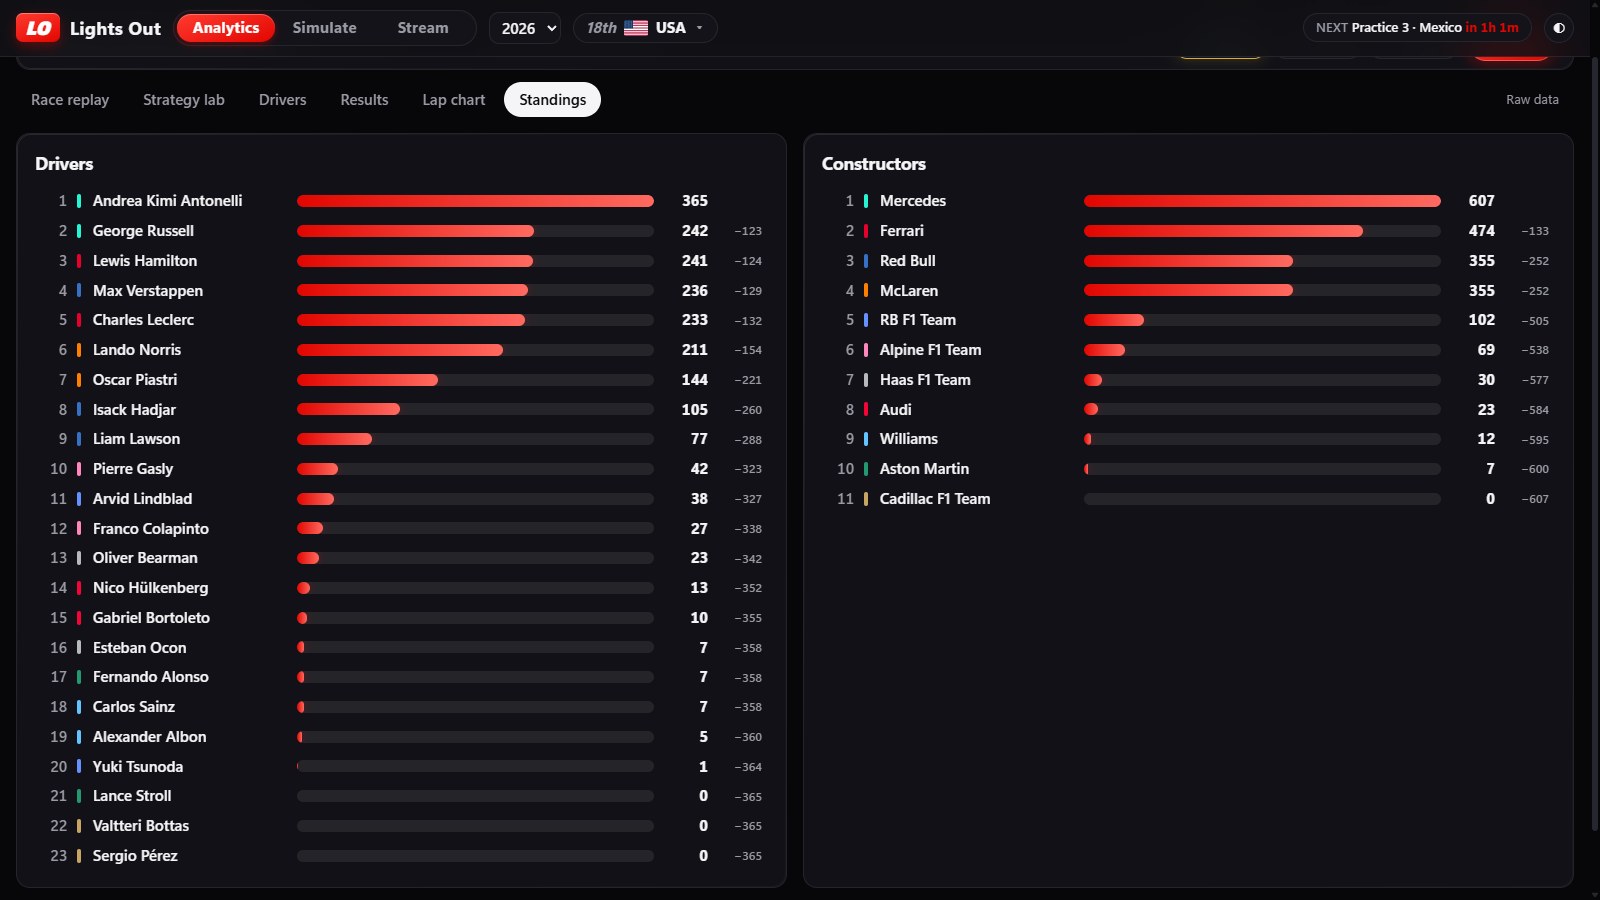 LO Lights Out Analytics Simulate Stream 2026 18th USA NEXT Practice 3 · Mexico in 1h 1m
Race replay Strategy lab Drivers Results Lap chart Standings Raw data
Drivers
1 Andrea Kimi Antonelli 365
2 George Russell 242 −123
3 Lewis Hamilton 241 −124
4 Max Verstappen 236 −129
5 Charles Leclerc 233 −132
6 Lando Norris 211 −154
7 Oscar Piastri 144 −221
8 Isack Hadjar 105 −260
9 Liam Lawson 77 −288
10 Pierre Gasly 42 −323
11 Arvid Lindblad 38 −327
12 Franco Colapinto 27 −338
13 Oliver Bearman 23 −342
14 Nico Hülkenberg 13 −352
15 Gabriel Bortoleto 10 −355
16 Esteban Ocon 7 −358
17 Fernando Alonso 7 −358
18 Carlos Sainz 7 −358
19 Alexander Albon 5 −360
20 Yuki Tsunoda 1 −364
21 Lance Stroll 0 −365
22 Valtteri Bottas 0 −365
23 Sergio Pérez 0 −365
Constructors
1 Mercedes 607
2 Ferrari 474 −133
3 Red Bull 355 −252
4 McLaren 355 −252
5 RB F1 Team 102 −505
6 Alpine F1 Team 69 −538
7 Haas F1 Team 30 −577
8 Audi 23 −584
9 Williams 12 −595
10 Aston Martin 7 −600
11 Cadillac F1 Team 0 −607